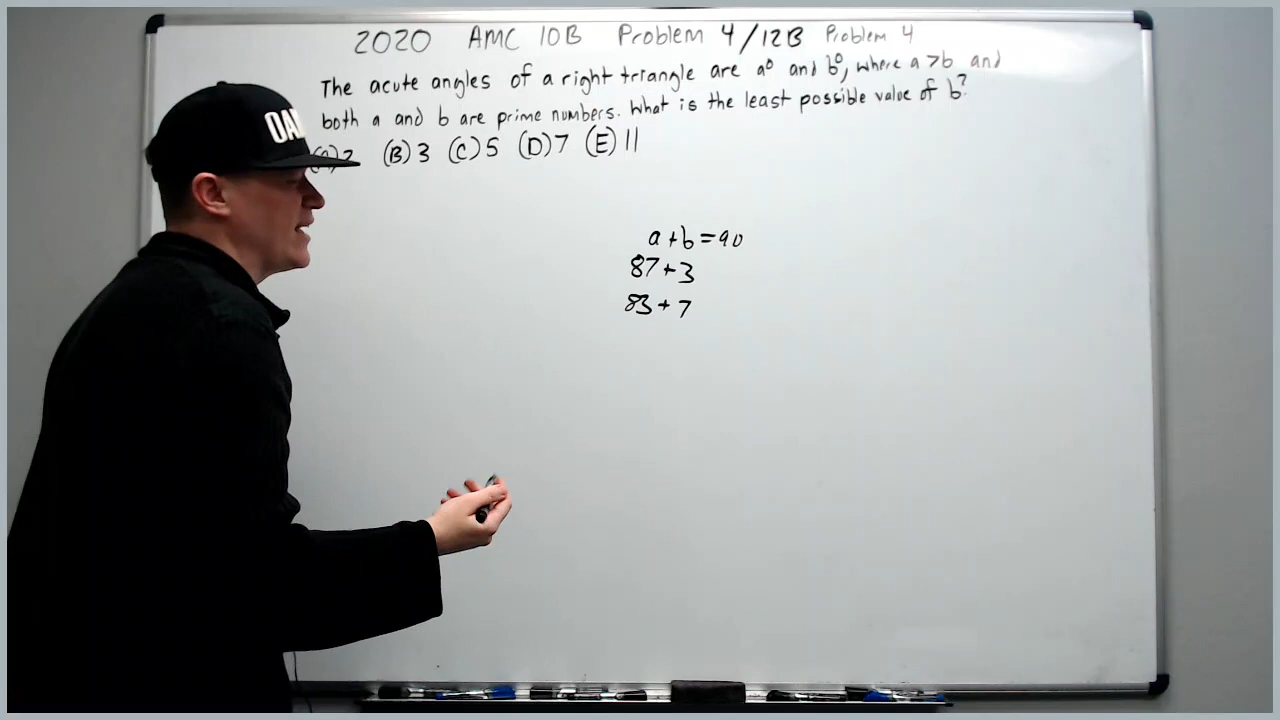 2020 AMC 10B Problem 4/12B Problem 4
The acute angles of a right triangle are a° and b°, where a>b and
both a and b are prime numbers. What is the least possible value of b?
(B) 3 (C) 5 (D) 7 (E) 11
a+b=90
87+3
83+7